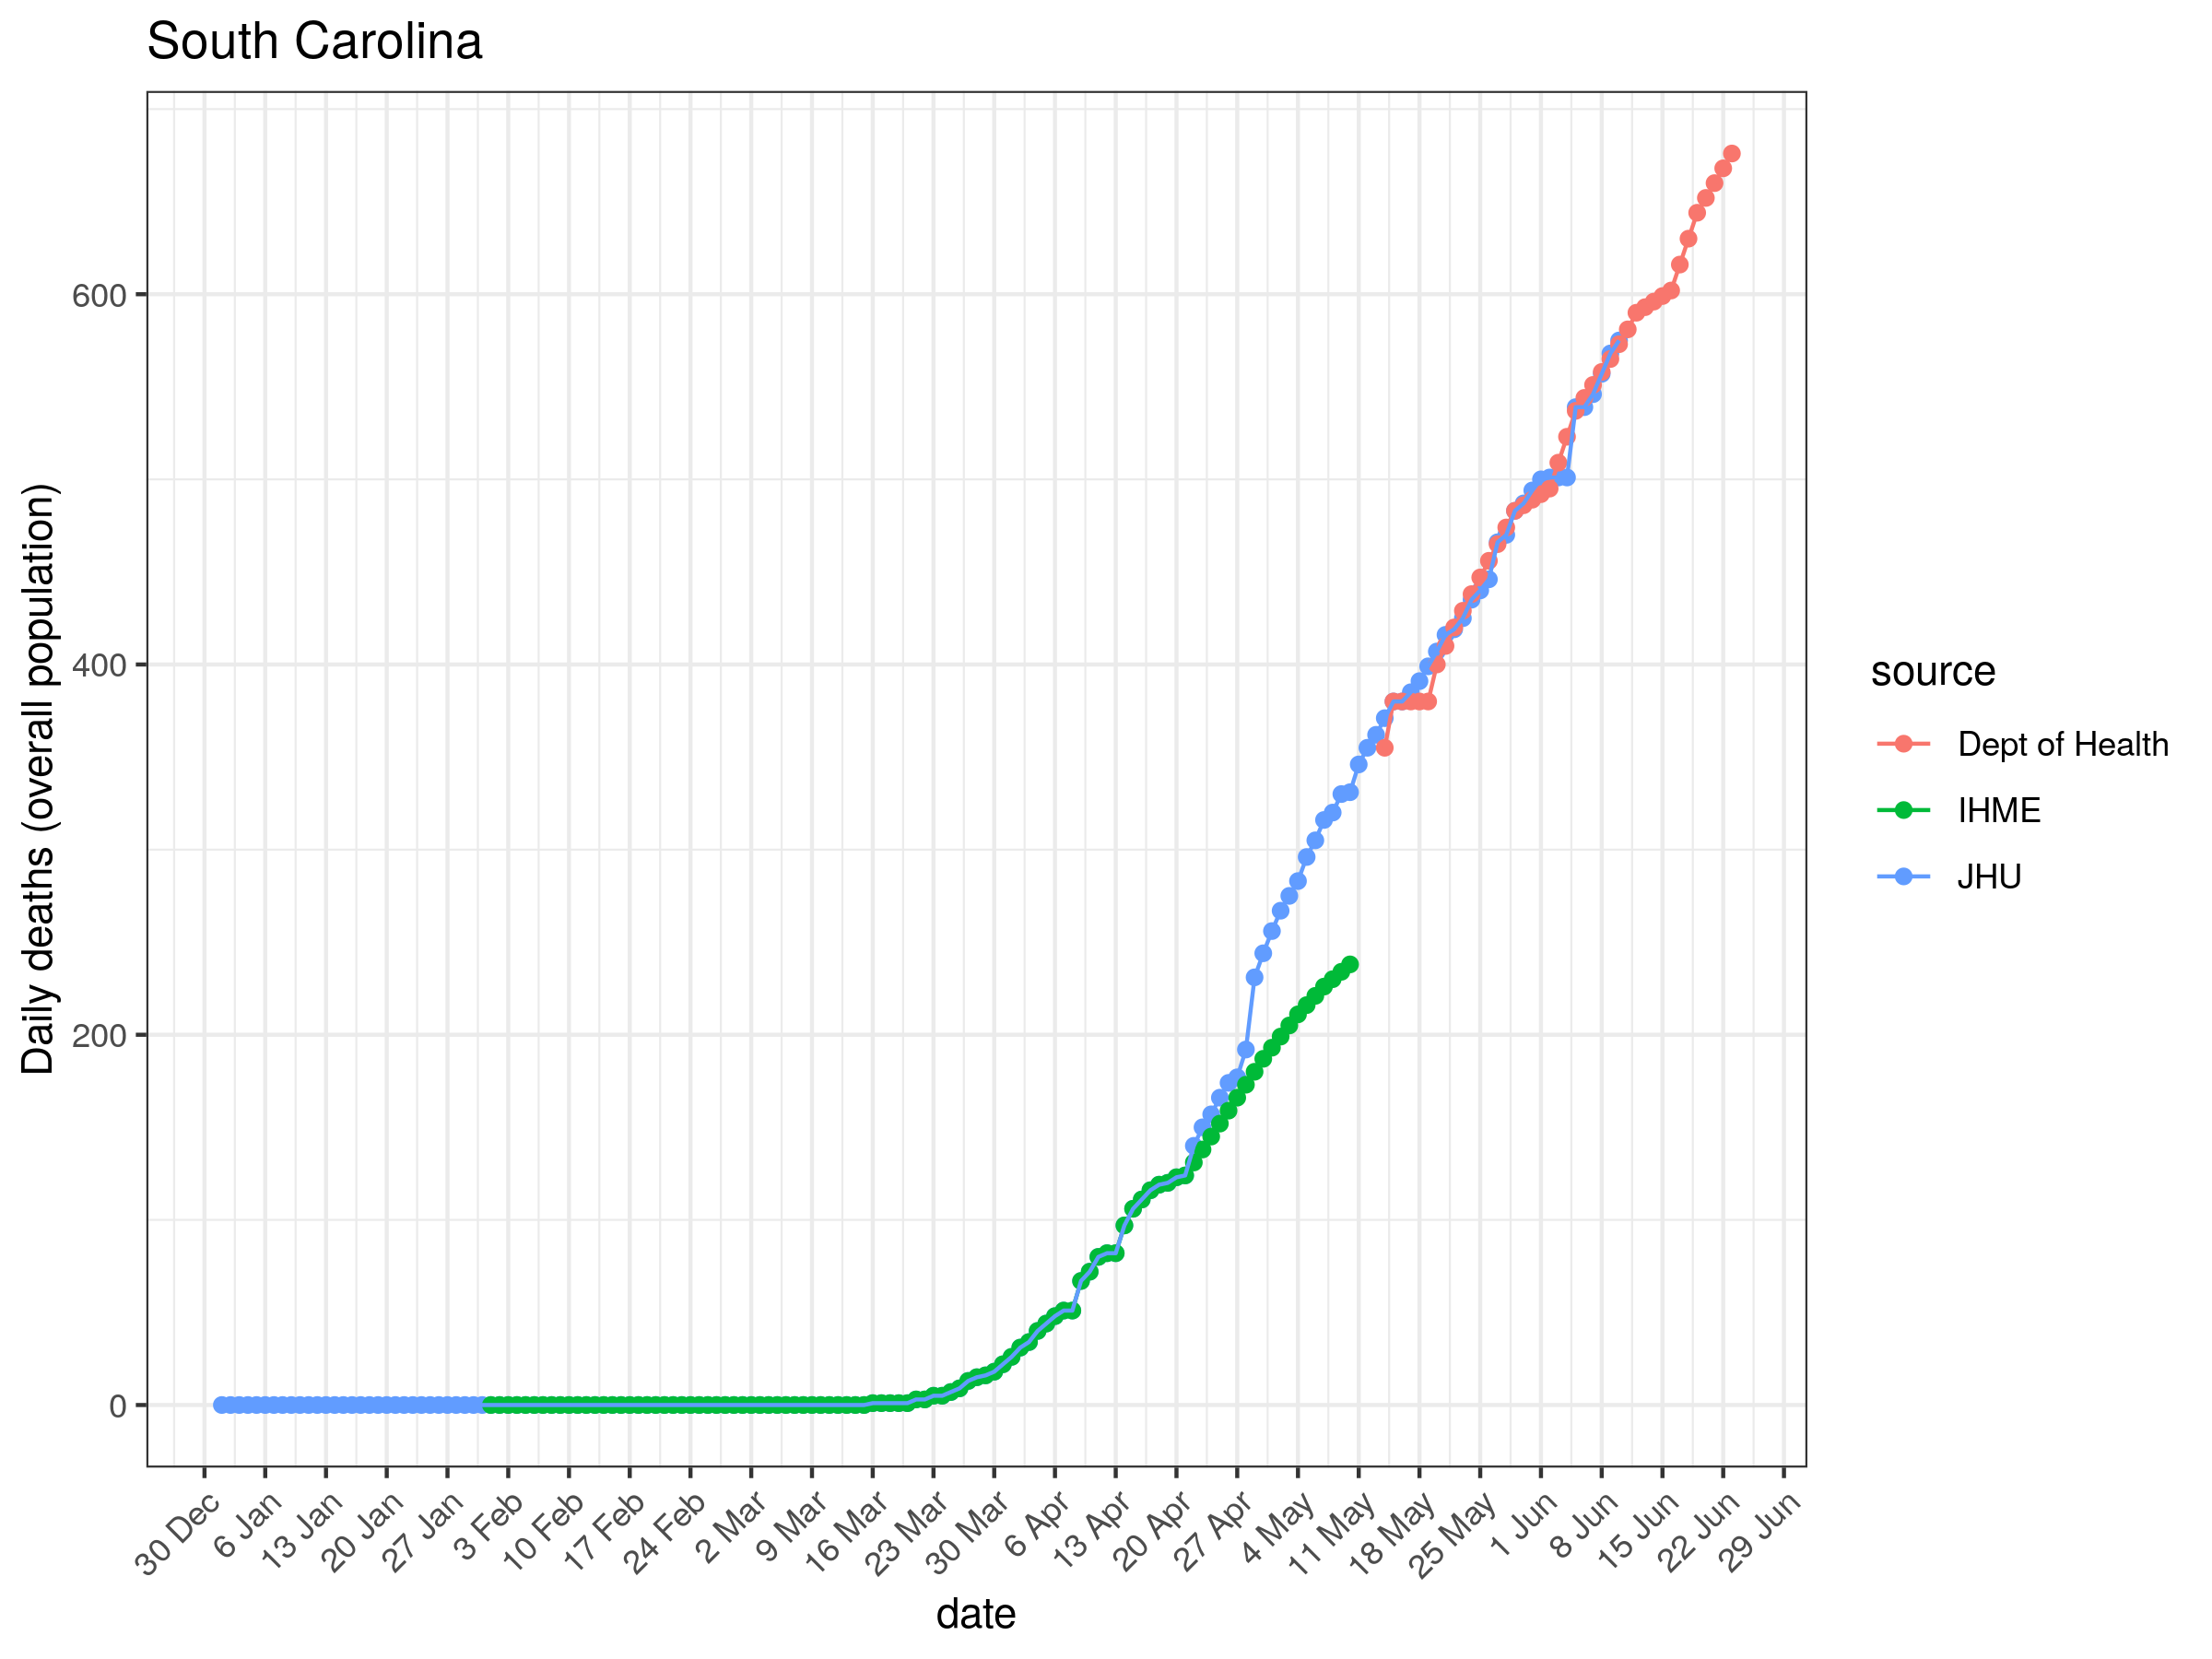 South Carolina
Daily deaths (overall population)
600
400
200
0
30 Dec
6 Jan
13 Jan
20 Jan
27 Jan
3 Feb
10 Feb
17 Feb
24 Feb
2 Mar
9 Mar
16 Mar
23 Mar
30 Mar
6 Apr
13 Apr
20 Apr
27 Apr
4 May
11 May
18 May
25 May
1 Jun
8 Jun
15 Jun
22 Jun
29 Jun
date
source
Dept of Health
IHME
JHU